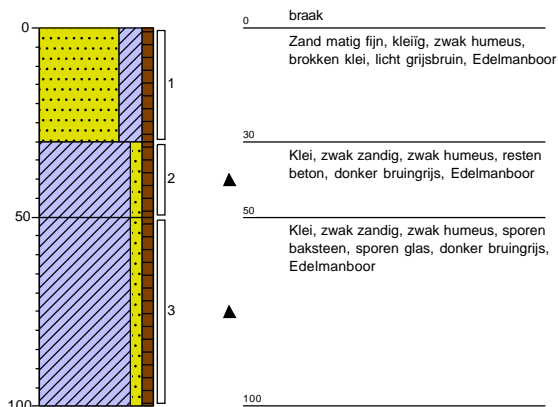 0
50
100
1
2
3
0
braak
Zand matig fijn, kleiïg, zwak humeus,
brokken klei, licht grijsbruin, Edelmanboor
30
Klei, zwak zandig, zwak humeus, resten
beton, donker bruingrijs, Edelmanboor
50
Klei, zwak zandig, zwak humeus, sporen
baksteen, sporen glas, donker bruingrijs,
Edelmanboor
100